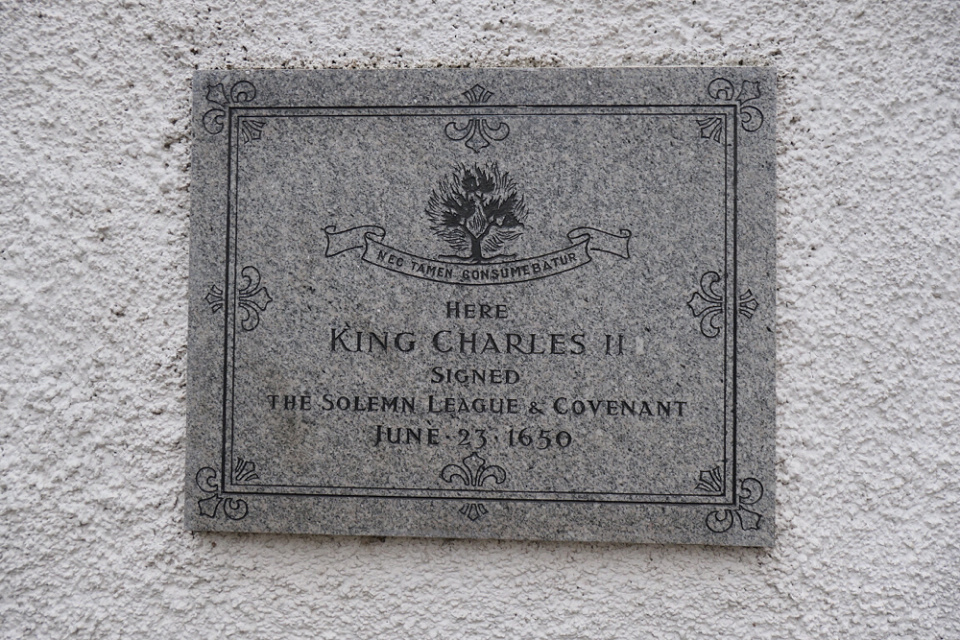 NEC TAMEN CONSUMEBATUR
HERE
KING CHARLES II
SIGNED
THE SOLEMN LEAGUE & COVENANT
JUNE · 23 · 1650